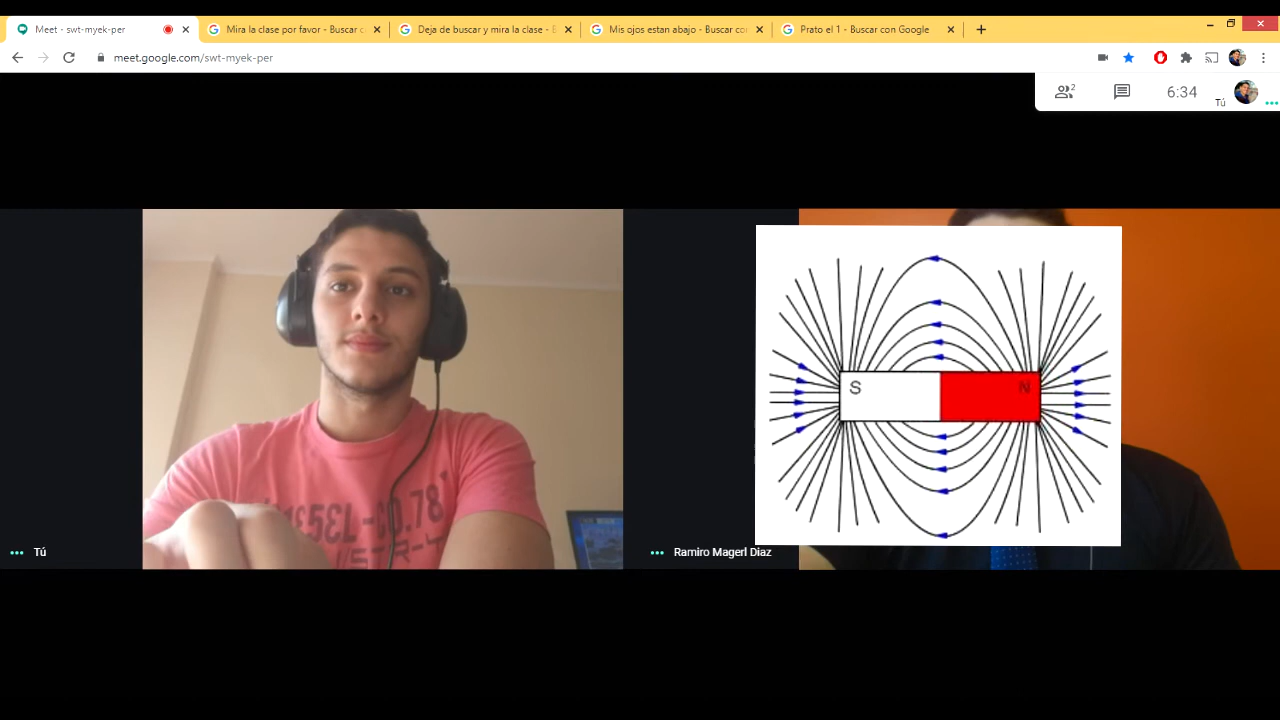 Meet - swt-myek-per
Mira la clase por favor - Buscar c
Deja de buscar y mira la clase - B
Mis ojos estan abajo - Buscar con
Prato el 1 - Buscar con Google
meet.google.com/swt-myek-per
2
6:34
Tú
S
N
Tú
Ramiro Magerl Diaz